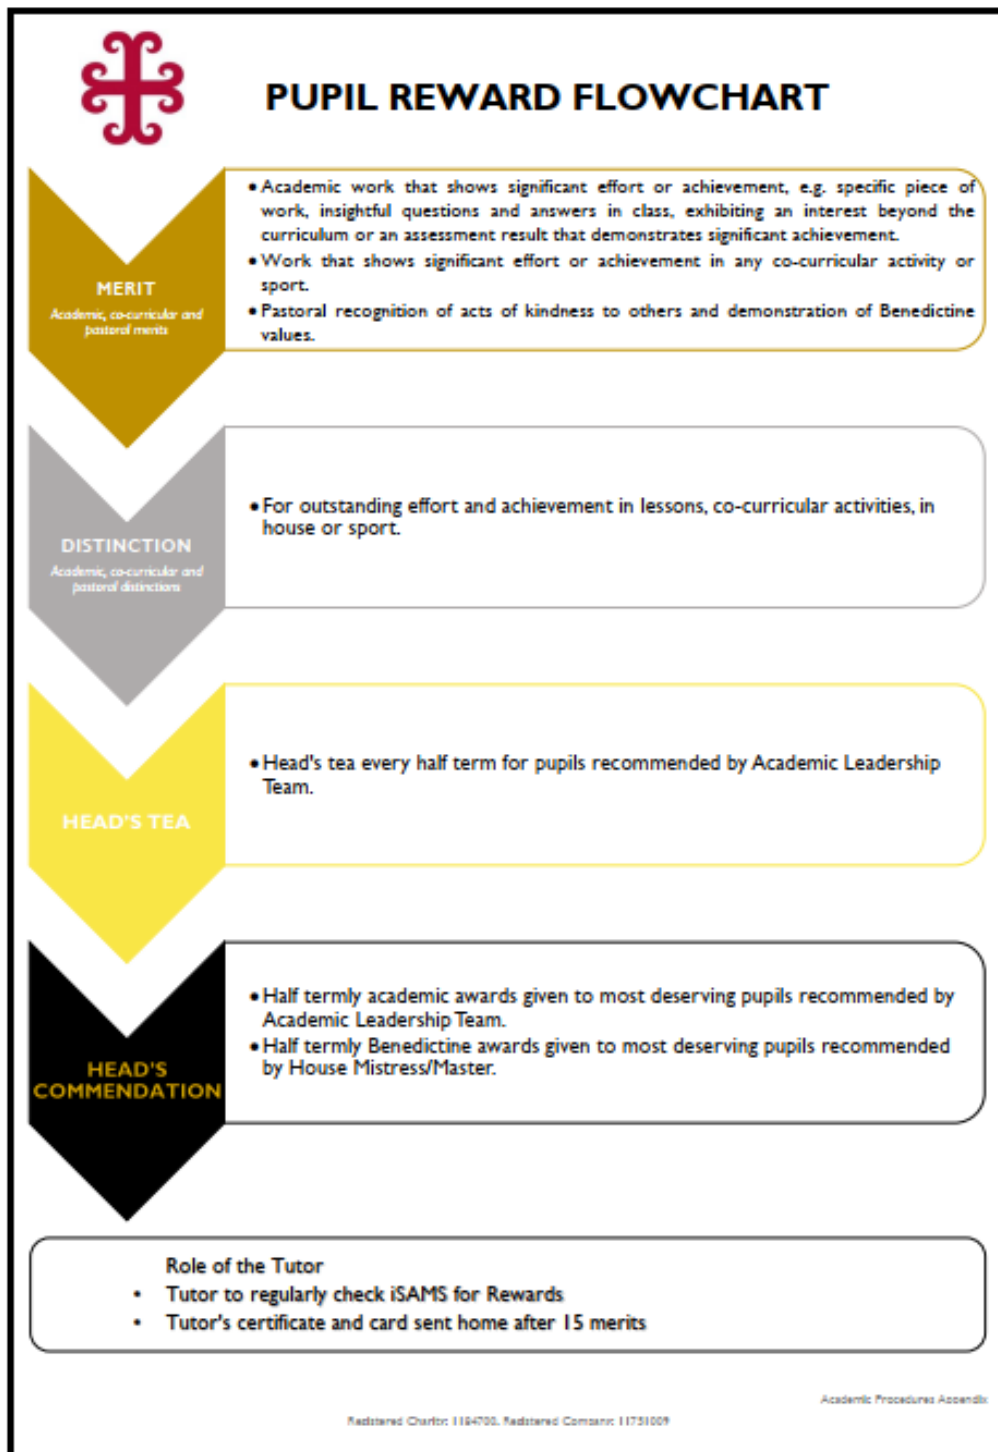 PUPIL REWARD FLOWCHART
MERIT
Academic, co-curricular and
pastoral merits
• Academic work that shows significant effort or achievement, e.g. specific piece of
work, insightful questions and answers in class, exhibiting an interest beyond the
curriculum or an assessment result that demonstrates significant achievement.
• Work that shows significant effort or achievement in any co-curricular activity or
sport.
• Pastoral recognition of acts of kindness to others and demonstration of Benedictine
values.
DISTINCTION
Academic, co-curricular and
pastoral distinctions
• For outstanding effort and achievement in lessons, co-curricular activities, in
house or sport.
HEAD'S TEA
• Head's tea every half term for pupils recommended by Academic Leadership
Team.
HEAD'S
COMMENDATION
• Half termly academic awards given to most deserving pupils recommended by
Academic Leadership Team.
• Half termly Benedictine awards given to most deserving pupils recommended
by House Mistress/Master.
Role of the Tutor
• Tutor to regularly check iSAMS for Rewards
• Tutor's certificate and card sent home after 15 merits
Academic Procedures Appendix
Registered Charity: 1184700. Registered Company: 11751009